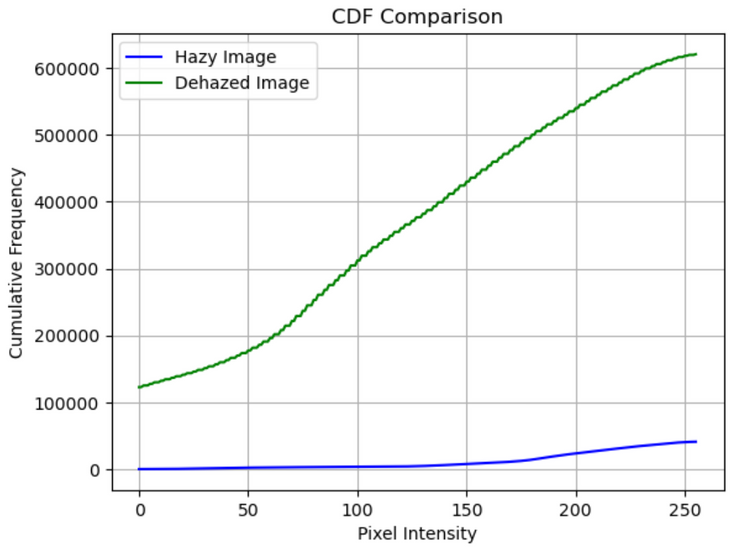 CDF Comparison
Hazy Image
Dehazed Image
Cumulative Frequency
600000
500000
400000
300000
200000
100000
0
0 50 100 150 200 250
Pixel Intensity